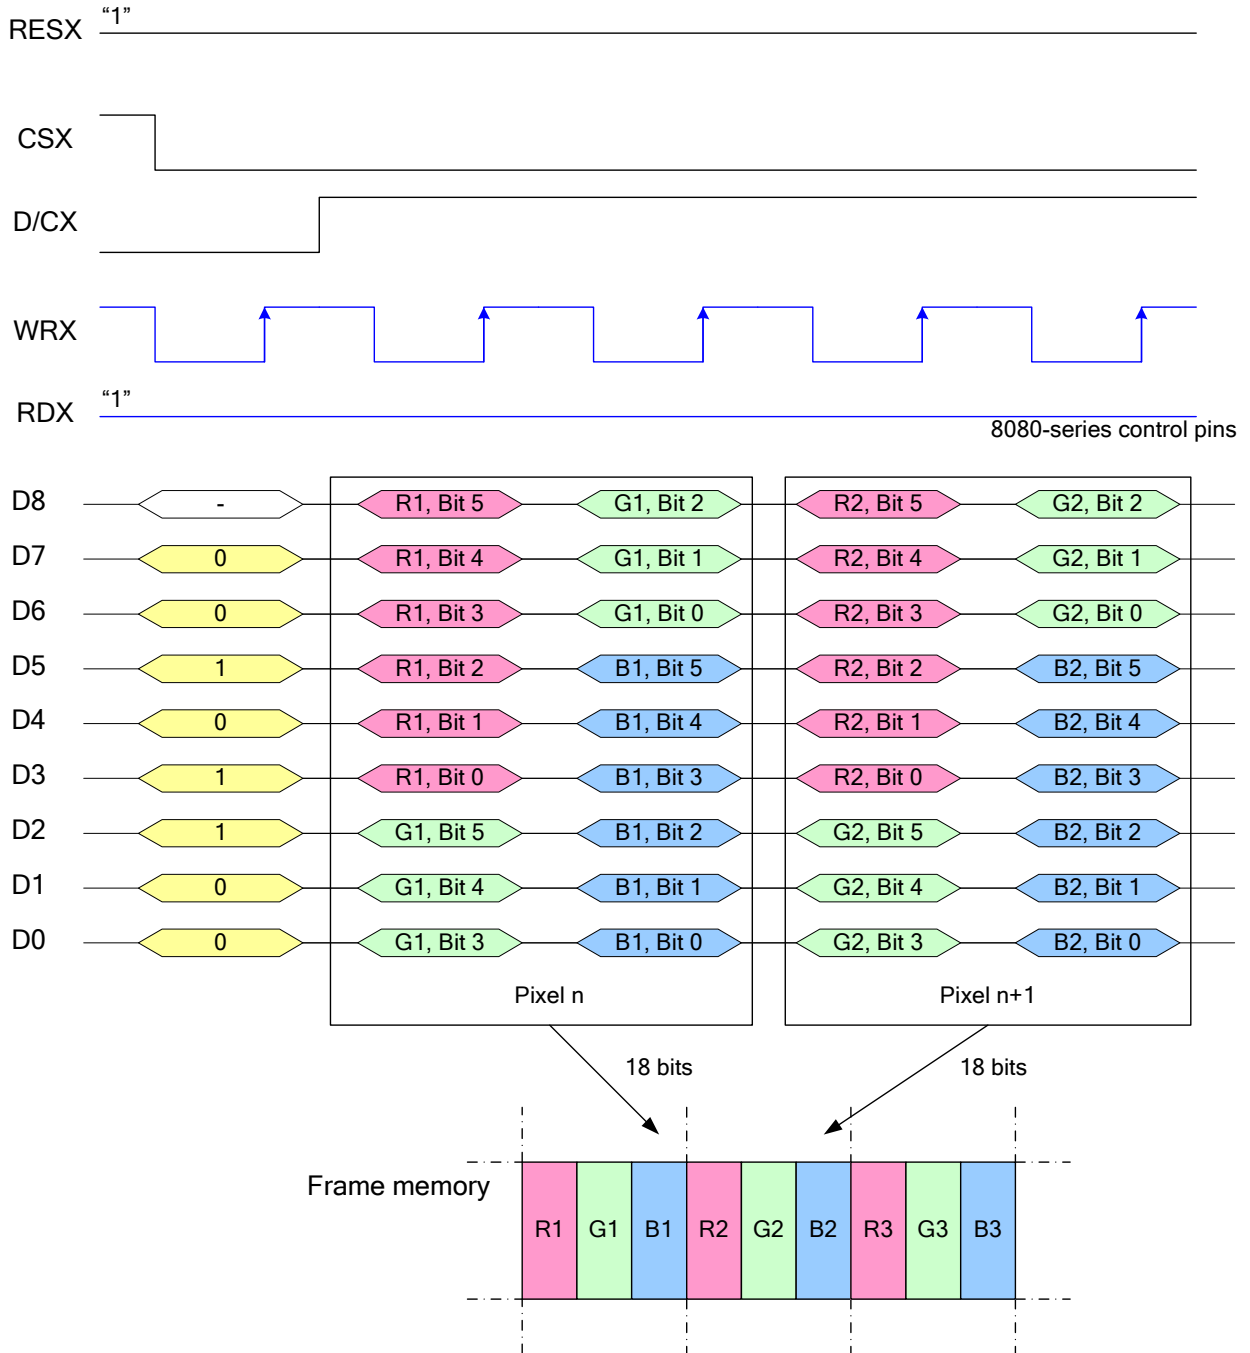 RESX “1”
CSX
D/CX
WRX
RDX “1”
8080-series control pins
D8 - R1, Bit 5 G1, Bit 2 R2, Bit 5 G2, Bit 2
D7 0 R1, Bit 4 G1, Bit 1 R2, Bit 4 G2, Bit 1
D6 0 R1, Bit 3 G1, Bit 0 R2, Bit 3 G2, Bit 0
D5 1 R1, Bit 2 B1, Bit 5 R2, Bit 2 B2, Bit 5
D4 0 R1, Bit 1 B1, Bit 4 R2, Bit 1 B2, Bit 4
D3 1 R1, Bit 0 B1, Bit 3 R2, Bit 0 B2, Bit 3
D2 1 G1, Bit 5 B1, Bit 2 G2, Bit 5 B2, Bit 2
D1 0 G1, Bit 4 B1, Bit 1 G2, Bit 4 B2, Bit 1
D0 0 G1, Bit 3 B1, Bit 0 G2, Bit 3 B2, Bit 0
Pixel n Pixel n+1
18 bits 18 bits
Frame memory
R1 G1 B1 R2 G2 B2 R3 G3 B3